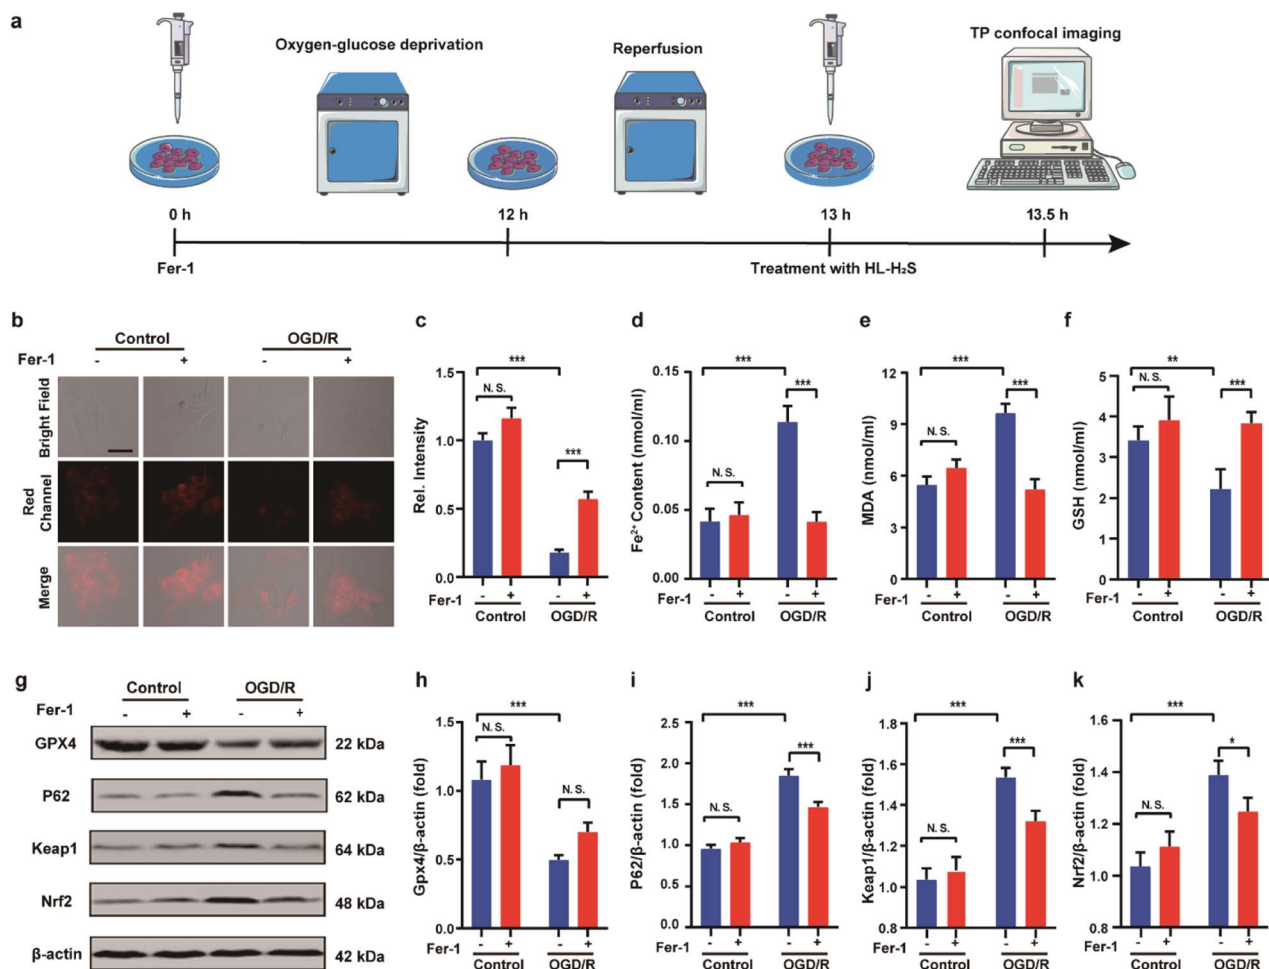 a
Oxygen-glucose deprivation
Reperfusion
TP confocal imaging
0 h
12 h
13 h
13.5 h
Fer-1
Treatment with HL-H₂S
b
Control
OGD/R
Fer-1
-
+
-
+
Bright Field
Red Channel
Merge
c
Rel. Intensity
1.5
1.0
0.5
0.0
***
N. S.
***
Fer-1
-
+
-
+
Control
OGD/R
d
Fe²⁺ Content (nmol/ml)
0.15
0.10
0.05
0.00
***
***
N. S.
Fer-1
-
+
-
+
Control
OGD/R
e
MDA (nmol/ml)
12
9
6
3
0
***
***
N. S.
Fer-1
-
+
-
+
Control
OGD/R
f
GSH (nmol/ml)
5
4
3
2
1
0
**
N. S.
***
Fer-1
-
+
-
+
Control
OGD/R
g
Control
OGD/R
Fer-1
-
+
-
+
GPX4
22 kDa
P62
62 kDa
Keap1
64 kDa
Nrf2
48 kDa
β-actin
42 kDa
h
Gpx4/β-actin (fold)
1.5
1.0
0.5
0.0
***
N. S.
N. S.
Fer-1
-
+
-
+
Control
OGD/R
i
P62/β-actin (fold)
2.5
2.0
1.5
1.0
0.5
0.0
***
***
N. S.
Fer-1
-
+
-
+
Control
OGD/R
j
Keap1/β-actin (fold)
1.8
1.6
1.4
1.2
1.0
0.8
***
***
N. S.
Fer-1
-
+
-
+
Control
OGD/R
k
Nrf2/β-actin (fold)
1.6
1.4
1.2
1.0
0.8
***
*
N. S.
Fer-1
-
+
-
+
Control
OGD/R